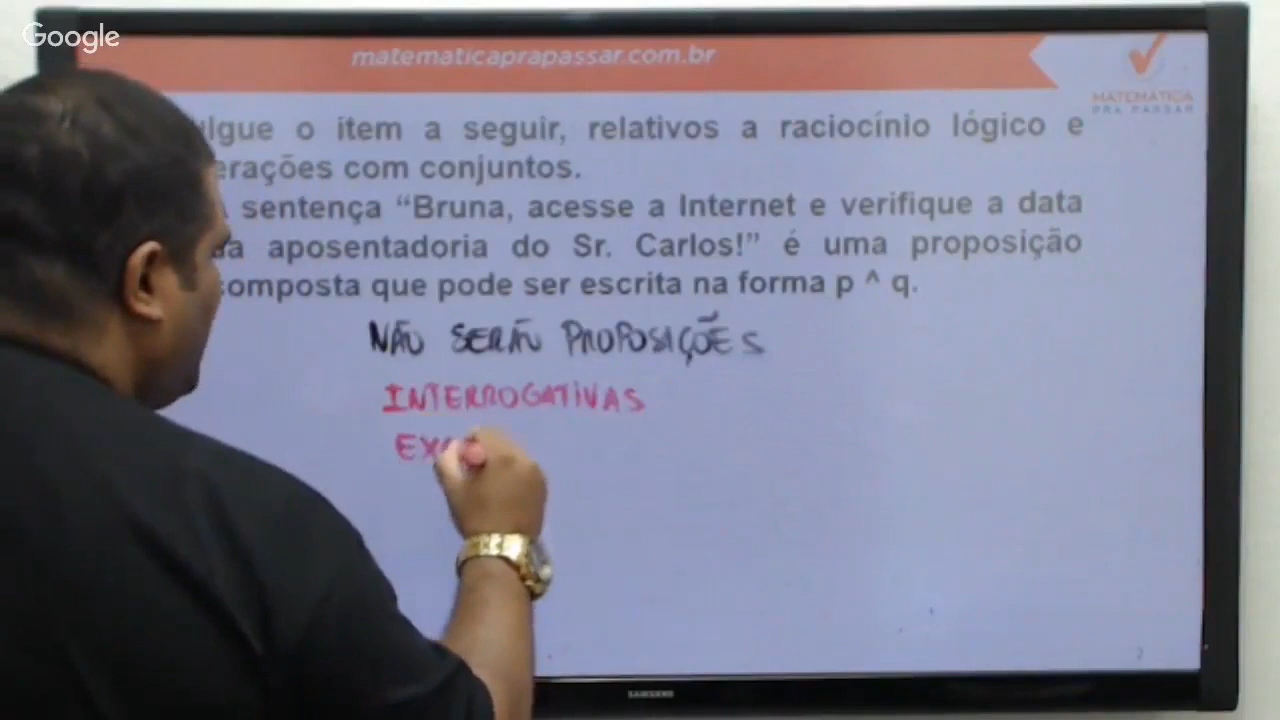 Google
matematicaprapassar.com.br
MATEMÁTICA
PRA PASSAR
ulgue o item a seguir, relativos a raciocínio lógico e
erações com conjuntos.
A sentença “Bruna, acesse a Internet e verifique a data
da aposentadoria do Sr. Carlos!” é uma proposição
composta que pode ser escrita na forma p ^ q.
NÃO SERÃO PROPOSIÇÕES
INTERROGATIVAS
EXC
2
SAMSUNG